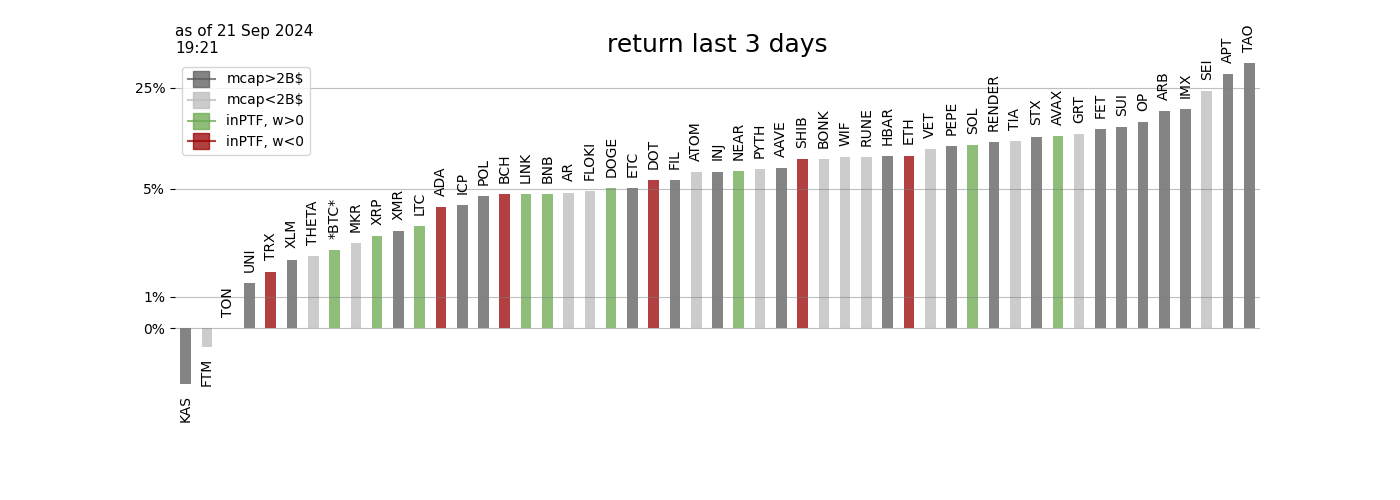 as of 21 Sep 2024
19:21
return last 3 days
mcap>2B$
mcap<2B$
inPTF, w>0
inPTF, w<0
25%
5%
1%
0%
KAS
FTM
TON
UNI
TRX
XLM
THETA
*BTC*
MKR
XRP
XMR
LTC
ADA
ICP
POL
BCH
LINK
BNB
AR
FLOKI
DOGE
ETC
DOT
FIL
ATOM
INJ
NEAR
PYTH
AAVE
SHIB
BONK
WIF
RUNE
HBAR
ETH
VET
PEPE
SOL
RENDER
TIA
STX
AVAX
GRT
FET
SUI
OP
ARB
IMX
SEI
APT
TAO